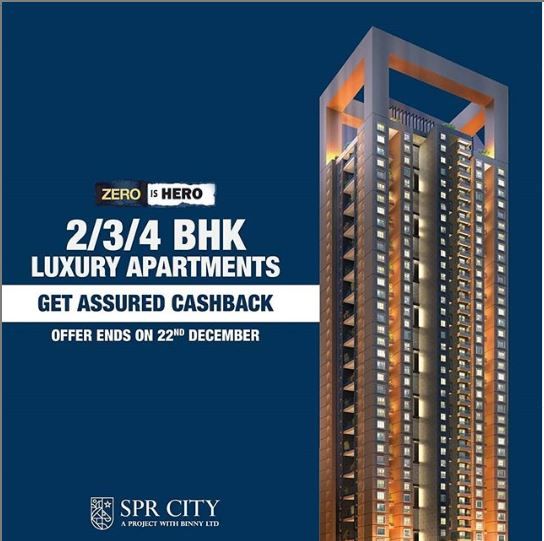 ZERO IS HERO
2/3/4 BHK
LUXURY APARTMENTS
GET ASSURED CASHBACK
OFFER ENDS ON 22ND DECEMBER
SPR CITY
A PROJECT WITH BINNY LTD